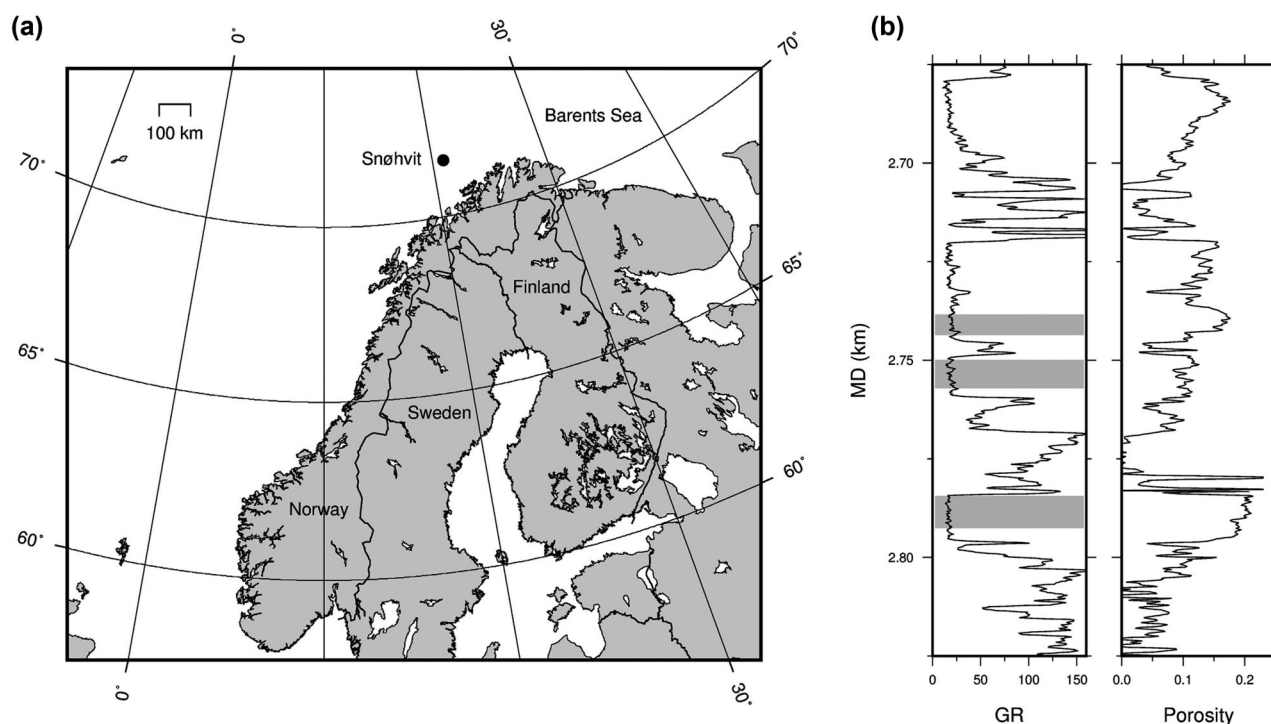 (a)
(b)
0°
30°
70°
100 km
Barents Sea
Snøhvit
70°
65°
Finland
65°
Sweden
60°
Norway
60°
0°
30°
MD (km)
2.70
2.75
2.80
0 50 100 150
0.0 0.1 0.2
GR
Porosity